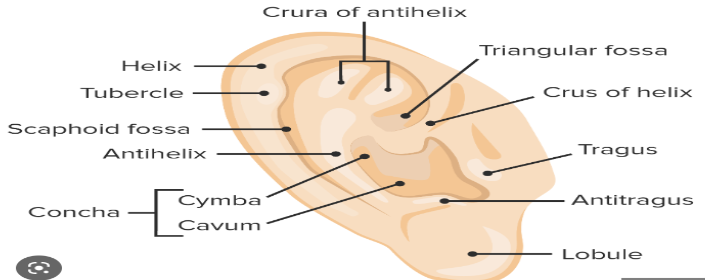 Crura of antihelix
Triangular fossa
Helix
Tubercle
Crus of helix
Scaphoid fossa
Antihelix
Tragus
Concha
Cymba
Cavum
Antitragus
Lobule